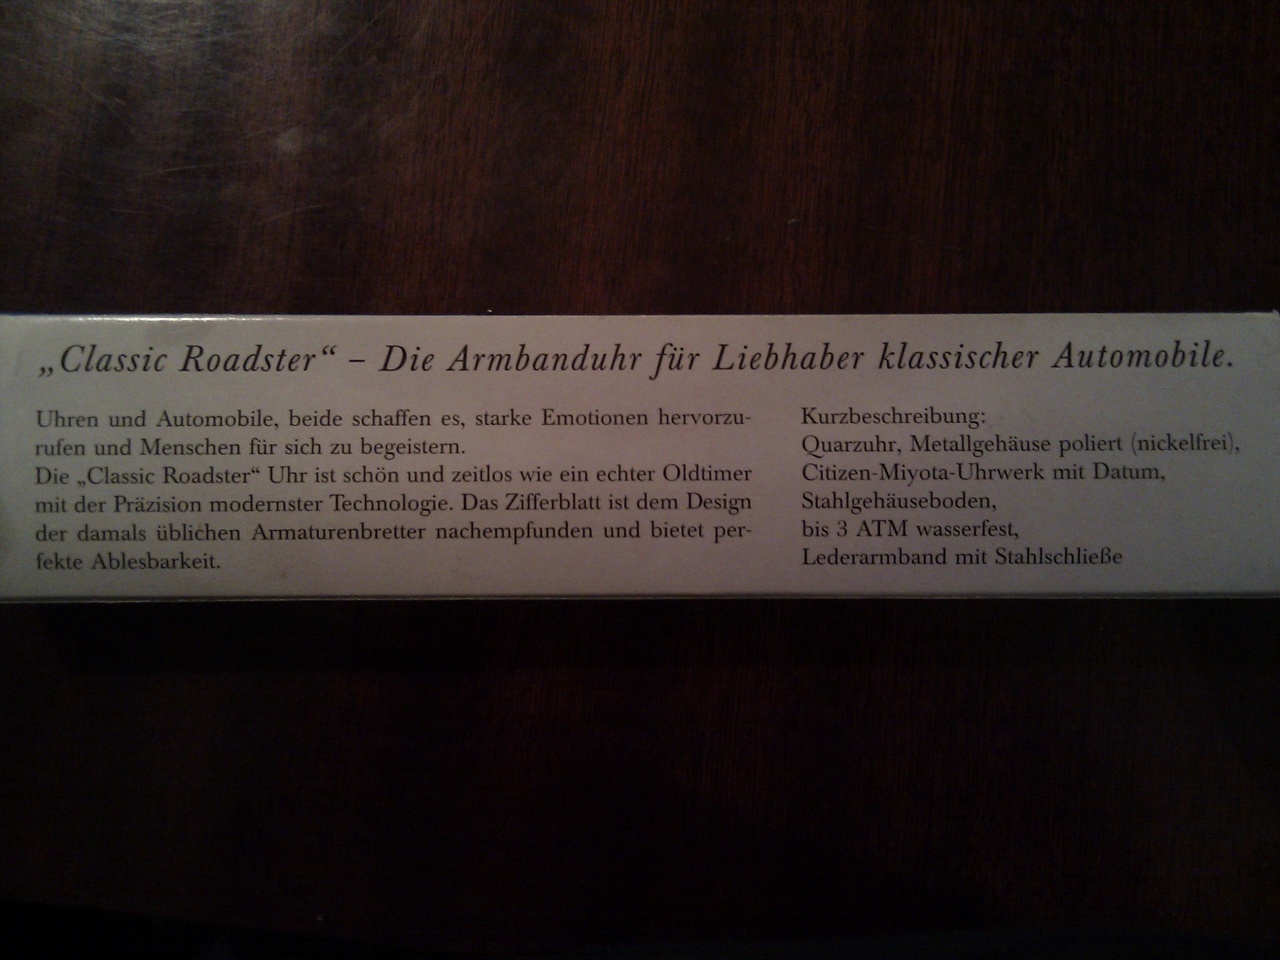 „Classic Roadster“ – Die Armbanduhr für Liebhaber klassischer Automobile.
Uhren und Automobile, beide schaffen es, starke Emotionen hervorzu-
rufen und Menschen für sich zu begeistern.
Die „Classic Roadster“ Uhr ist schön und zeitlos wie ein echter Oldtimer
mit der Präzision modernster Technologie. Das Zifferblatt ist dem Design
der damals üblichen Armaturenbretter nachempfunden und bietet per-
fekte Ablesbarkeit.
Kurzbeschreibung:
Quarzuhr, Metallgehäuse poliert (nickelfrei),
Citizen-Miyota-Uhrwerk mit Datum,
Stahlgehäuseboden,
bis 3 ATM wasserfest,
Lederarmband mit Stahlschließe